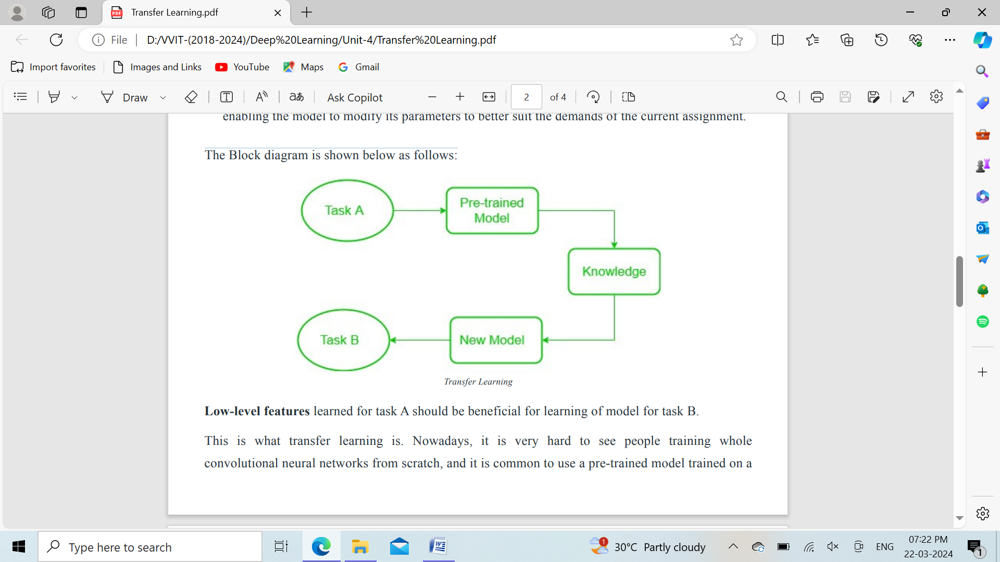 Transfer Learning.pdf
File D:/VVIT-(2018-2024)/Deep%20Learning/Unit-4/Transfer%20Learning.pdf
Import favorites Images and Links YouTube Maps Gmail
Draw aあ Ask Copilot 2 of 4
enabling the model to modify its parameters to better suit the demands of the current assignment.
The Block diagram is shown below as follows:
Task A
Pre-trained
Model
Knowledge
Task B
New Model
Transfer Learning
Low-level features learned for task A should be beneficial for learning of model for task B.
This is what transfer learning is. Nowadays, it is very hard to see people training whole
convolutional neural networks from scratch, and it is common to use a pre-trained model trained on a
Type here to search
1
30°C Partly cloudy
ENG
07:22 PM
22-03-2024
1